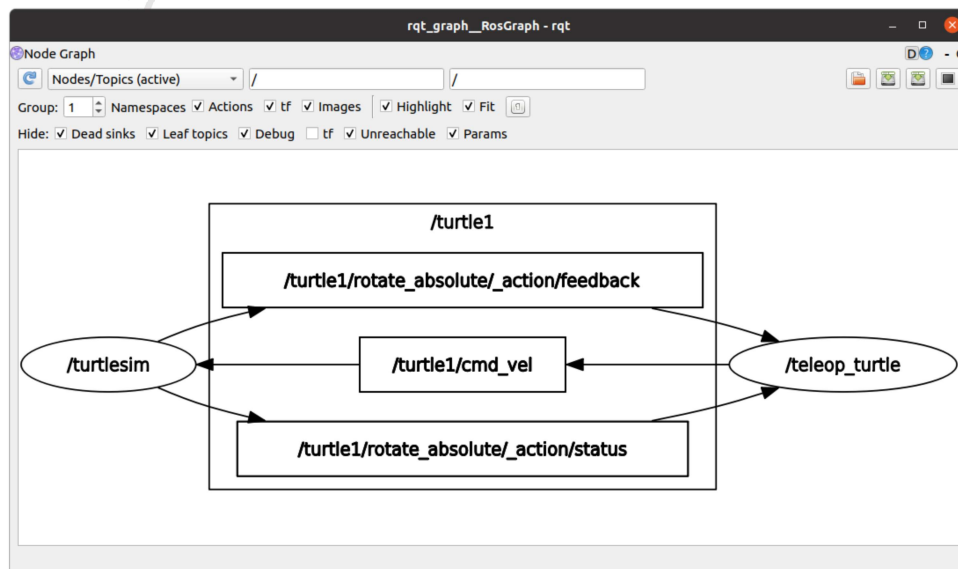 rqt_graph__RosGraph - rqt
Node Graph
D ? -
Nodes/Topics (active) / /
Group: 1 Namespaces Actions tf Images Highlight Fit
Hide: Dead sinks Leaf topics Debug tf Unreachable Params
/turtle1
/turtle1/rotate_absolute/_action/feedback
/turtlesim /turtle1/cmd_vel /teleop_turtle
/turtle1/rotate_absolute/_action/status